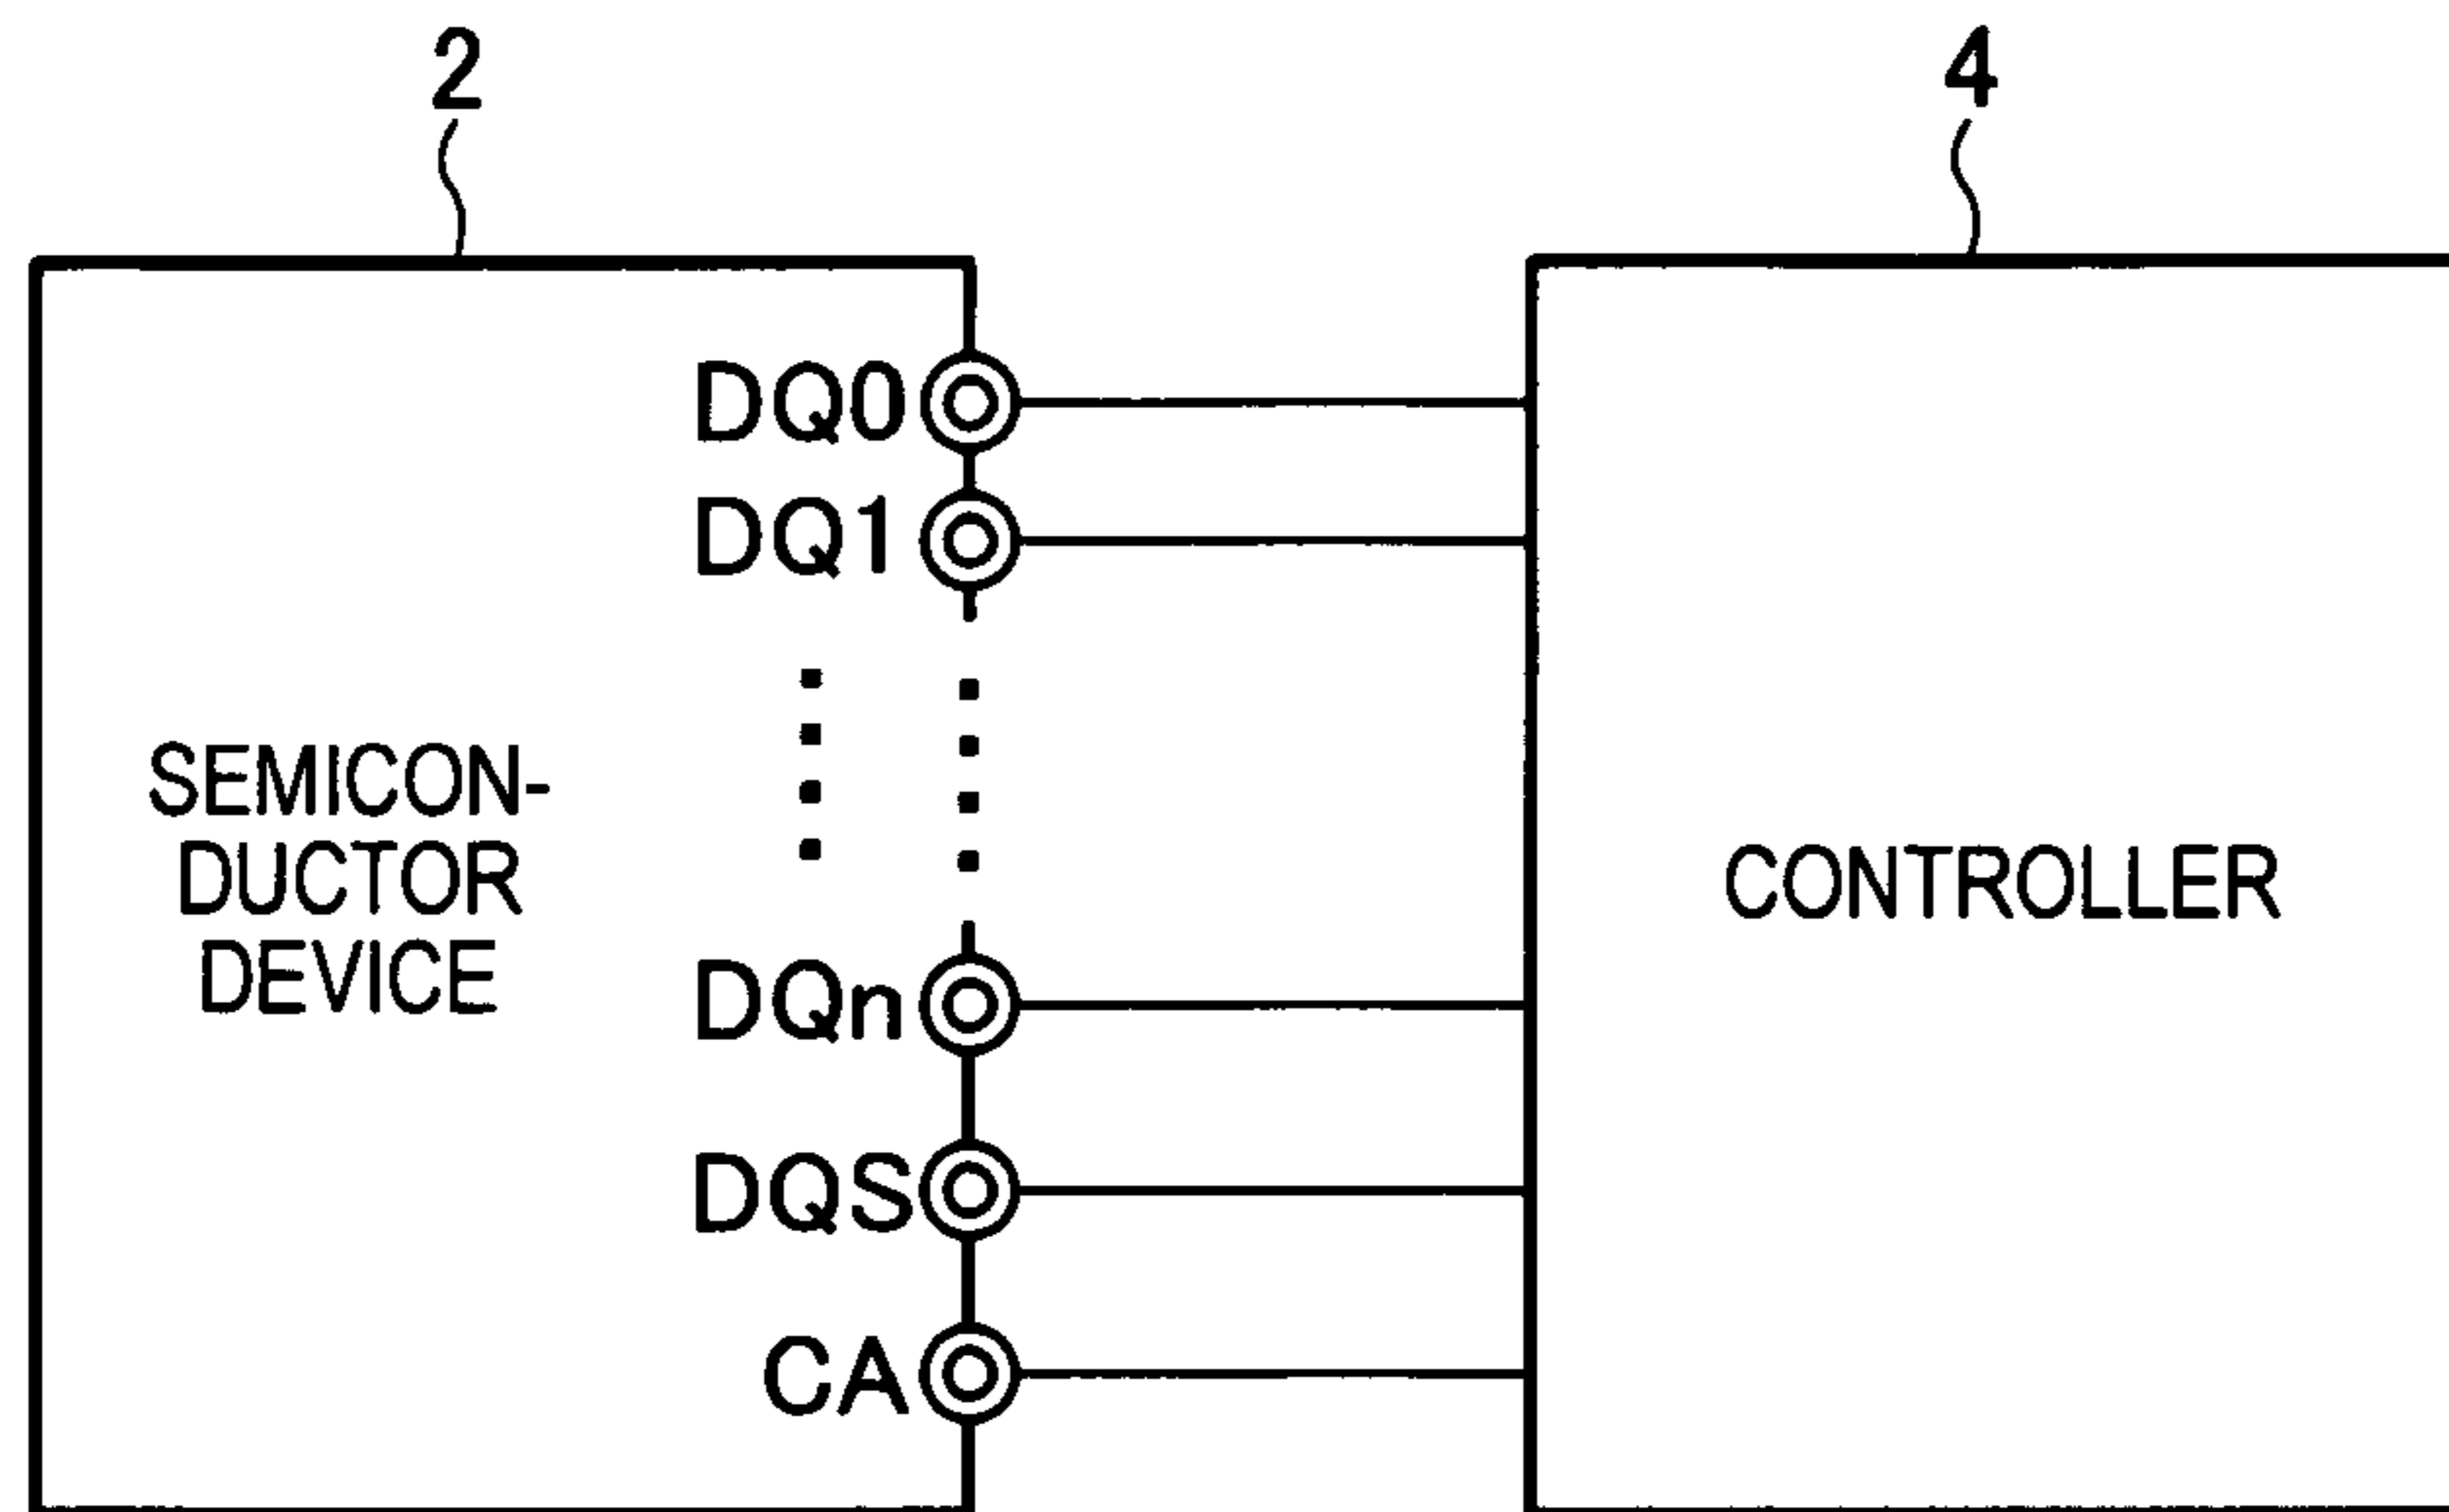 2
4
DQ0
DQ1
SEMICON-
DUCTOR
DEVICE
CONTROLLER
DQn
DQS
CA